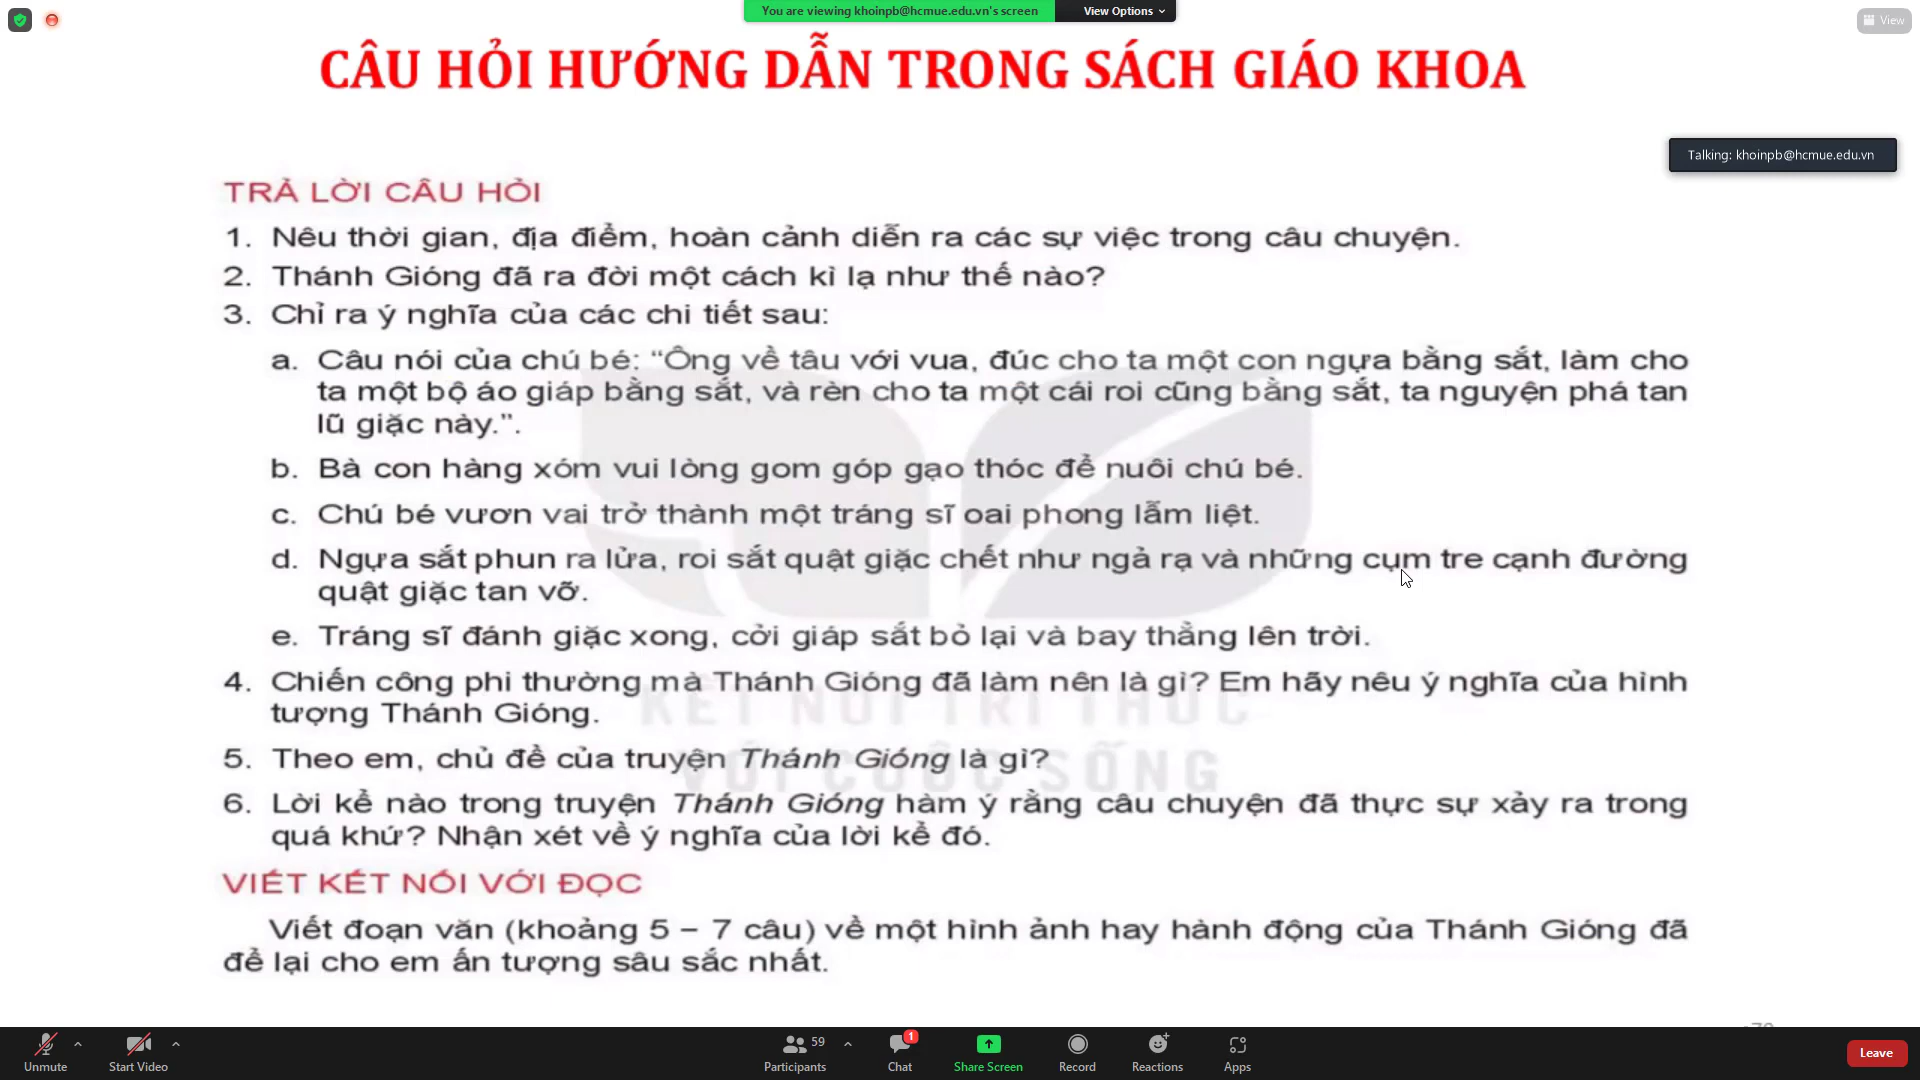 You are viewing khoinpb@hcmue.edu.vn's screen
View Options
View
CÂU HỎI HƯỚNG DẪN TRONG SÁCH GIÁO KHOA
Talking: khoinpb@hcmue.edu.vn
TRẢ LỜI CÂU HỎI
1. Nêu thời gian, địa điểm, hoàn cảnh diễn ra các sự việc trong câu chuyện.
2. Thánh Gióng đã ra đời một cách kì lạ như thế nào?
3. Chỉ ra ý nghĩa của các chi tiết sau:
a. Câu nói của chú bé: “Ông về tâu với vua, đúc cho ta một con ngựa bằng sắt, làm cho
ta một bộ áo giáp bằng sắt, và rèn cho ta một cái roi cũng bằng sắt, ta nguyện phá tan
lũ giặc này.”.
b. Bà con hàng xóm vui lòng gom góp gạo thóc để nuôi chú bé.
c. Chú bé vươn vai trở thành một tráng sĩ oai phong lẫm liệt.
d. Ngựa sắt phun ra lửa, roi sắt quật giặc chết như ngả rạ và những cụm tre cạnh đường
quật giặc tan vỡ.
e. Tráng sĩ đánh giặc xong, cởi giáp sắt bỏ lại và bay thẳng lên trời.
4. Chiến công phi thường mà Thánh Gióng đã làm nên là gì? Em hãy nêu ý nghĩa của hình
tượng Thánh Gióng.
KẾT NỐI TRI THỨC
5. Theo em, chủ đề của truyện Thánh Gióng là gì?
VỚI CUỘC SỐNG
6. Lời kể nào trong truyện Thánh Gióng hàm ý rằng câu chuyện đã thực sự xảy ra trong
quá khứ? Nhận xét về ý nghĩa của lời kể đó.
VIẾT KẾT NỐI VỚI ĐỌC
Viết đoạn văn (khoảng 5 – 7 câu) về một hình ảnh hay hành động của Thánh Gióng đã
để lại cho em ấn tượng sâu sắc nhất.
Unmute
Start Video
59
Participants
1
Chat
Share Screen
Record
Reactions
Apps
Leave